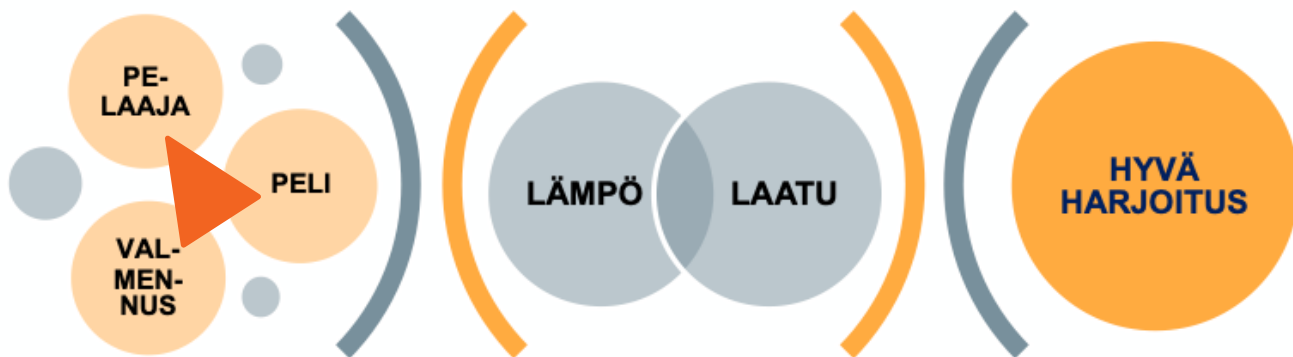 PE-
LAAJA
PELI
VAL-
MEN-
NUS
LÄMPÖ
LAATU
HYVÄ
HARJOITUS